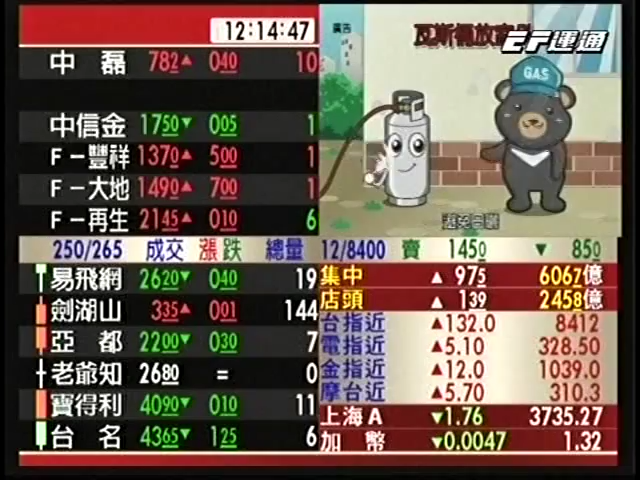 12:14:47
中磊 782▲ 040 10
中信金 1750▼ 005 1
F－豐祥 1370▲ 500 1
F－大地 1490▲ 700 1
F－再生 2145▲ 010 6
廣告
瓦斯桶放室
EF運通
GAS
避免曝曬
250/265 成交 漲跌 總量 12/8400 賣 1450 ▼ 850
易飛網 2620▼ 040 19
劍湖山 335▲ 001 144
亞都 2200▼ 030 7
老爺知 2680 = 0
寶得利 4090▼ 010 11
台名 4365▼ 125 6
集中 ▲ 975 6067億
店頭 ▲ 139 2458億
台指近 ▲132.0 8412
電指近 ▲5.10 328.50
金指近 ▲12.0 1039.0
摩台近 ▲5.70 310.3
上海A ▼1.76 3735.27
加幣 ▼0.0047 1.32